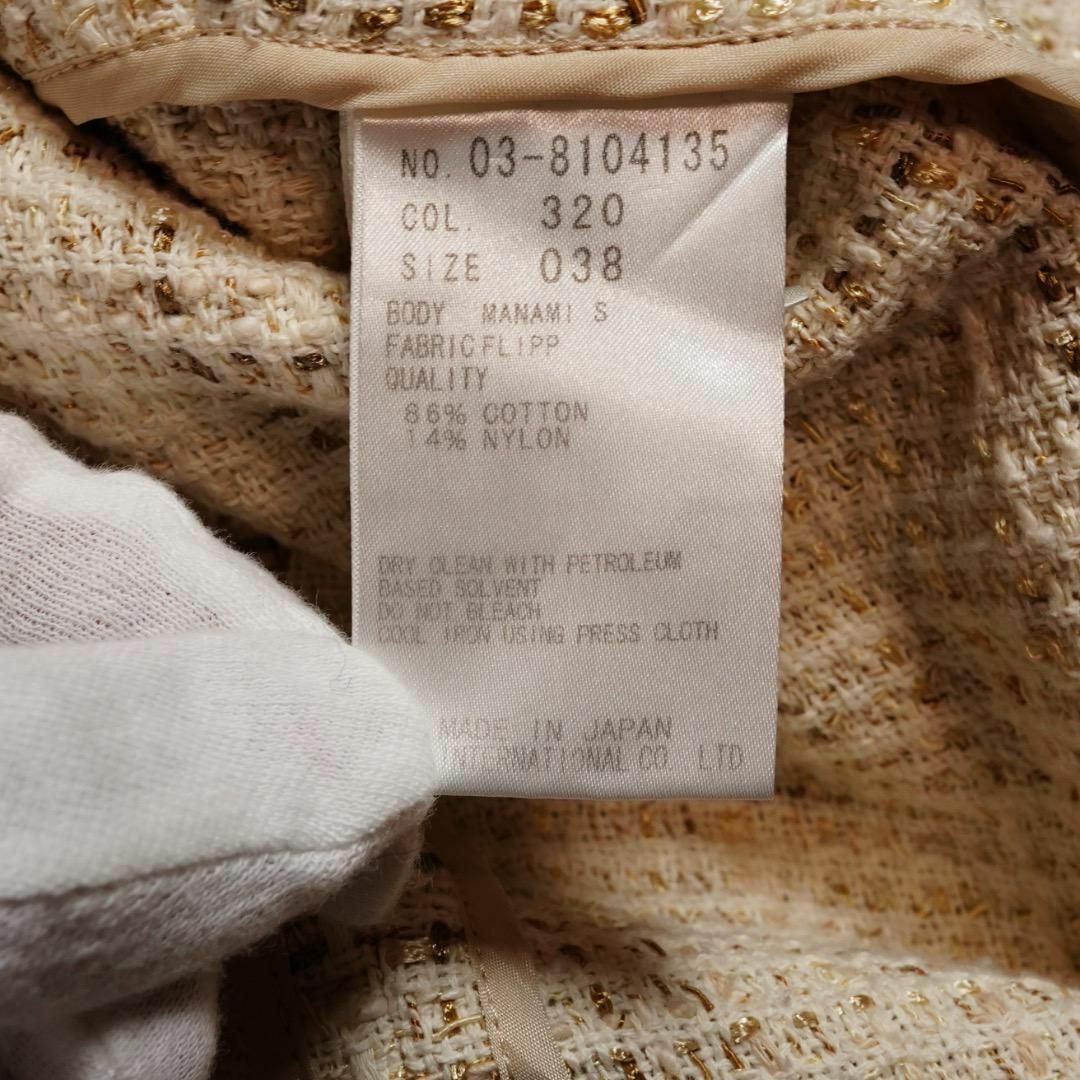 NO. 03-8104135
COL. 320
SIZE 038
BODY MANAMI S
FABRIC FLIPP
QUALITY
86% COTTON
14% NYLON
DRY CLEAN WITH PETROLEUM
BASED SOLVENT
DO NOT BLEACH
COOL IRON USING PRESS CLOTH
MADE IN JAPAN
INTERNATIONAL CO. LTD